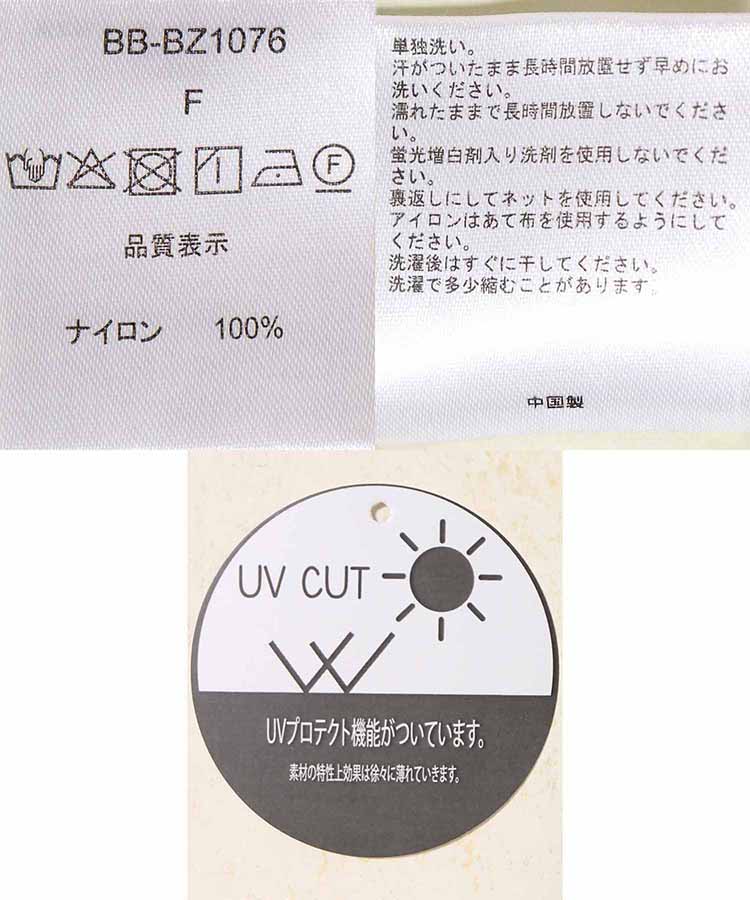 BB-BZ1076
F
F
品質表示
ナイロン 100%
単独洗い。
汗がついたまま長時間放置せず早めにお
洗いください。
濡れたままで長時間放置しないでくださ
い。
蛍光増白剤入り洗剤を使用しないでくだ
さい。
裏返しにしてネットを使用してください。
アイロンはあて布を使用するようにして
ください。
洗濯後はすぐに干してください。
洗濯で多少縮むことがあります。
中国製
UV CUT
UVプロテクト機能がついています。
素材の特性上効果は徐々に薄れていきます。